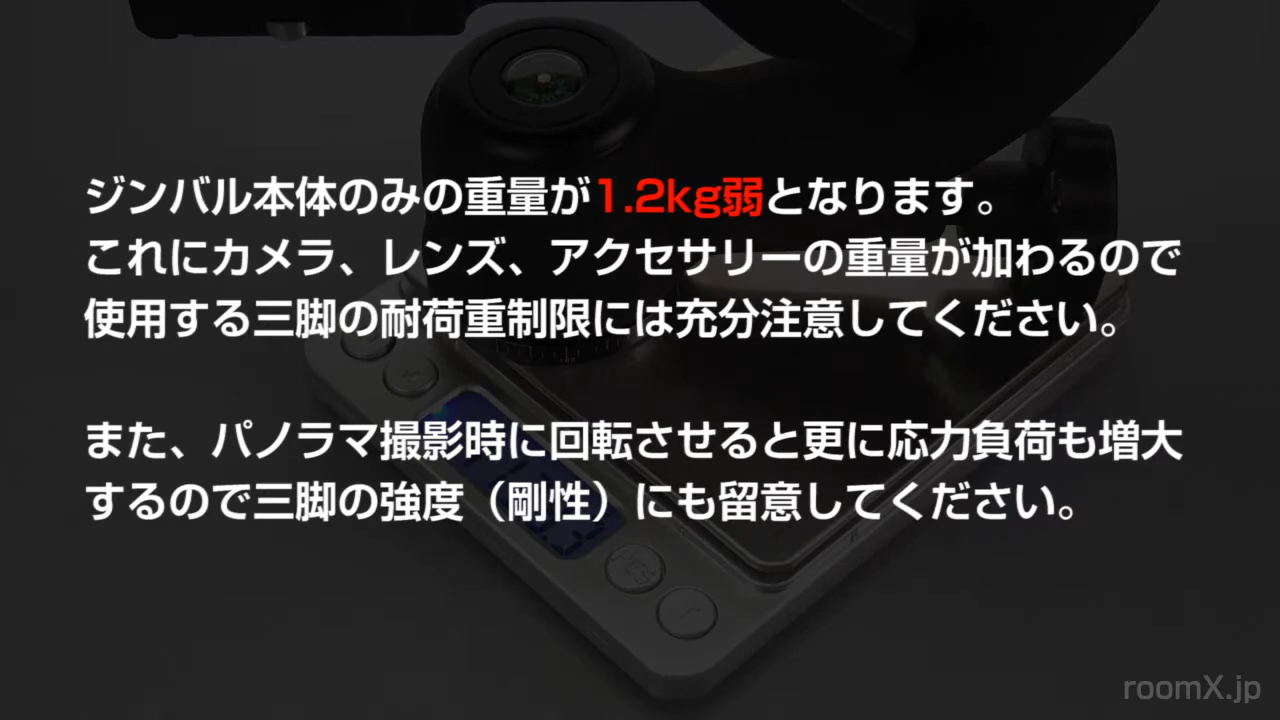 ジンバル本体のみの重量が1.2kg弱となります。
これにカメラ、レンズ、アクセサリーの重量が加わるので
使用する三脚の耐荷重制限には充分注意してください。
また、パノラマ撮影時に回転させると更に応力負荷も増大
するので三脚の強度（剛性）にも留意してください。
roomX.jp